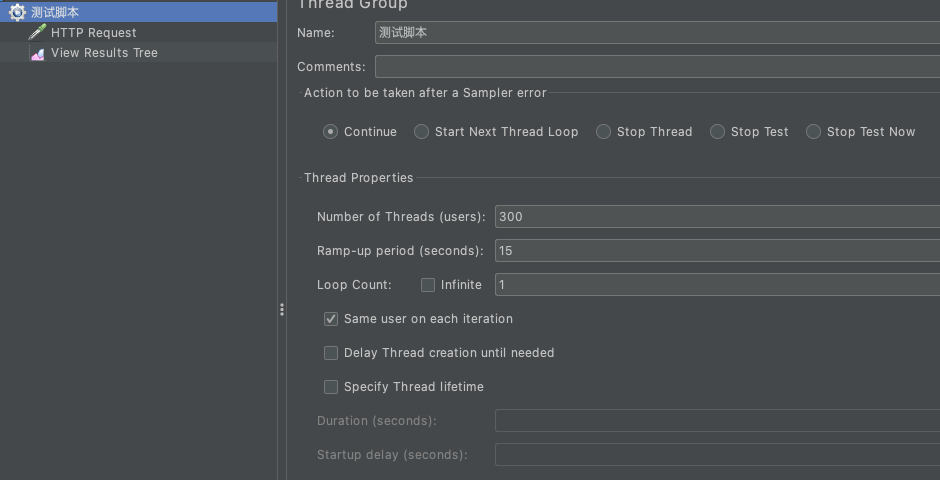 测试脚本
HTTP Request
View Results Tree
Thread Group
Name: 测试脚本
Comments:
Action to be taken after a Sampler error
Continue Start Next Thread Loop Stop Thread Stop Test Stop Test Now
Thread Properties
Number of Threads (users): 300
Ramp-up period (seconds): 15
Loop Count: Infinite 1
Same user on each iteration
Delay Thread creation until needed
Specify Thread lifetime
Duration (seconds):
Startup delay (seconds):